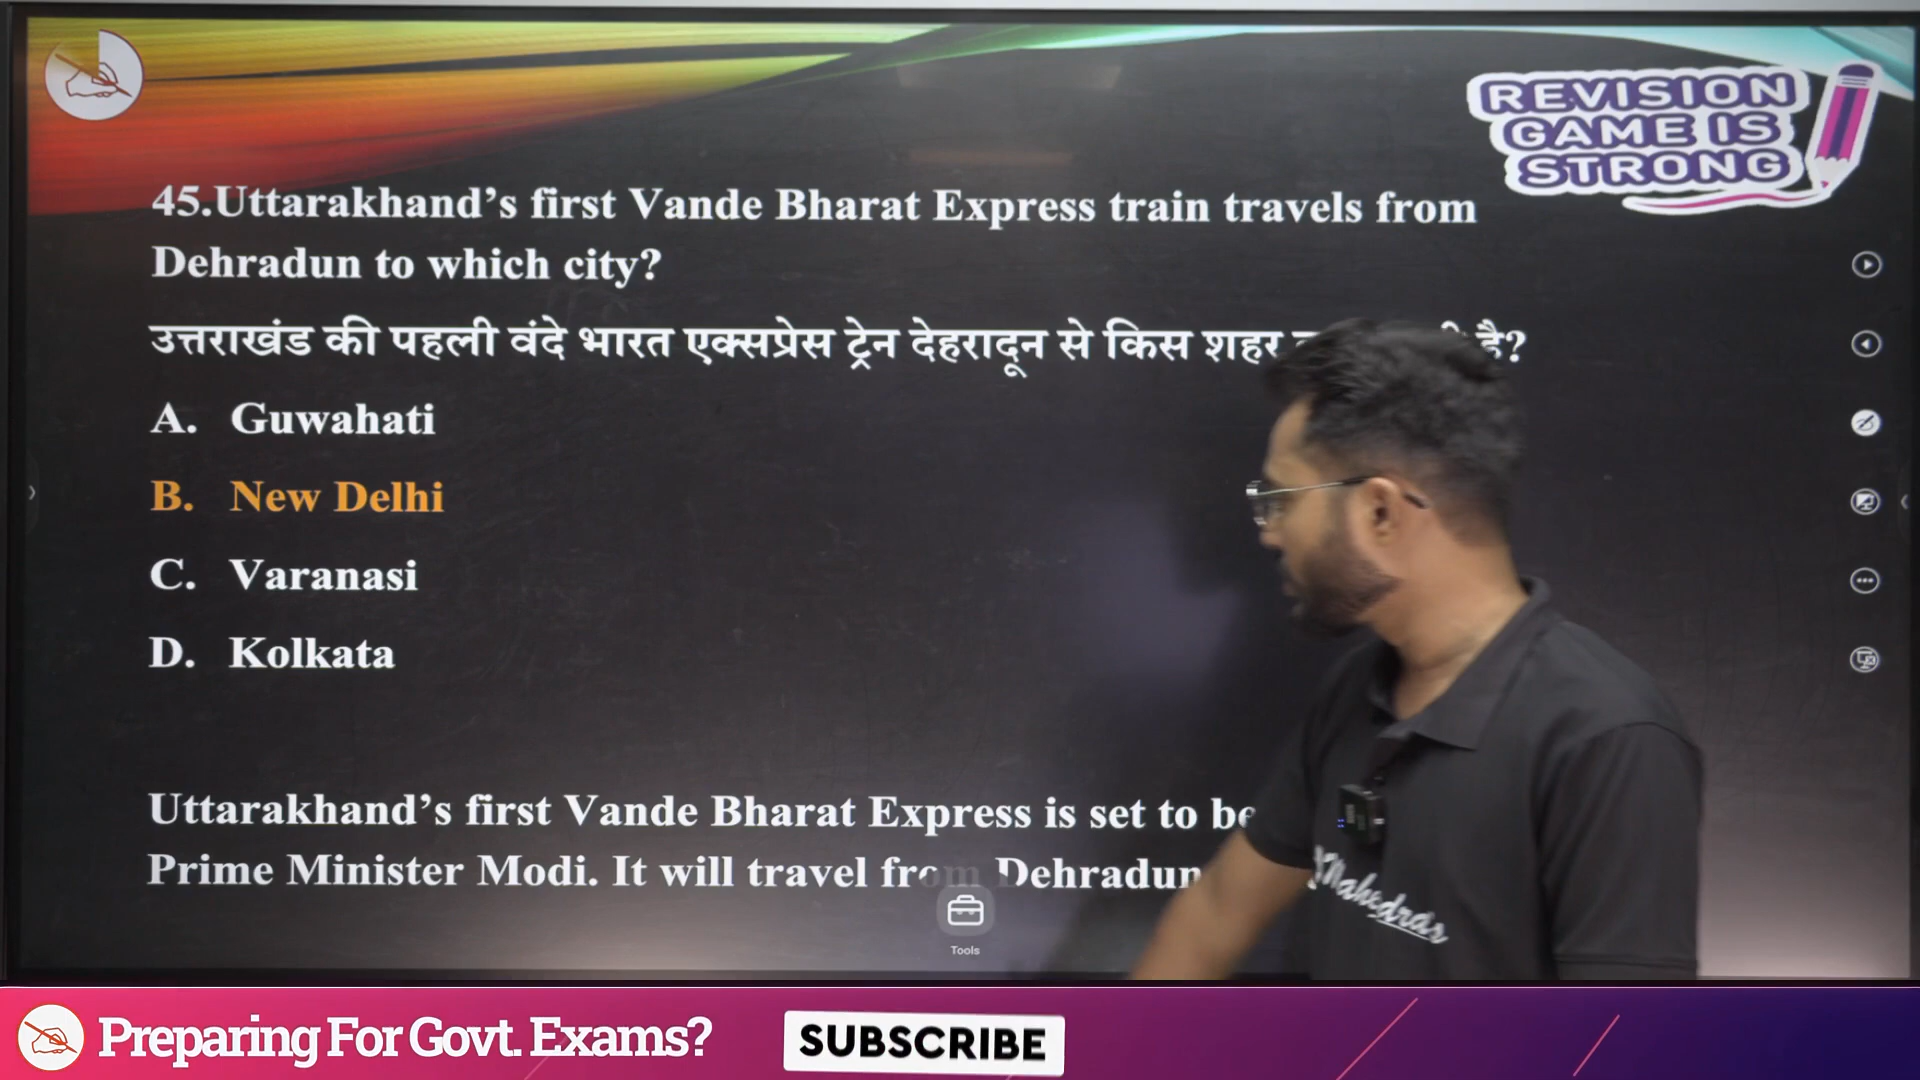 REVISION
GAME IS
STRONG
45.Uttarakhand’s first Vande Bharat Express train travels from
Dehradun to which city?
उत्तराखंड की पहली वंदे भारत एक्सप्रेस ट्रेन देहरादून से किस शहर है?
A. Guwahati
B. New Delhi
C. Varanasi
D. Kolkata
Uttarakhand’s first Vande Bharat Express is set to be
Prime Minister Modi. It will travel from Dehradun
Tools
Mahendras
Preparing For Govt. Exams?
SUBSCRIBE